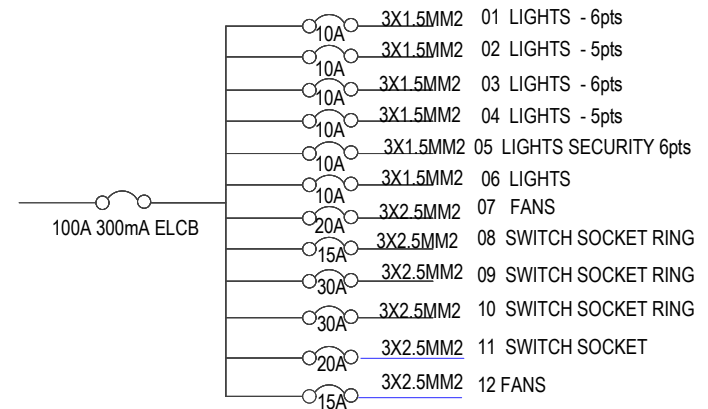 3X1.5MM2 01 LIGHTS - 6pts
10A
3X1.5MM2 02 LIGHTS - 5pts
10A
3X1.5MM2 03 LIGHTS - 6pts
10A
3X1.5MM2 04 LIGHTS - 5pts
10A
3X1.5MM2 05 LIGHTS SECURITY 6pts
10A
3X1.5MM2 06 LIGHTS
10A
3X2.5MM2 07 FANS
20A
100A 300mA ELCB
3X2.5MM2 08 SWITCH SOCKET RING
15A
3X2.5MM2 09 SWITCH SOCKET RING
30A
3X2.5MM2 10 SWITCH SOCKET RING
30A
3X2.5MM2 11 SWITCH SOCKET
20A
3X2.5MM2 12 FANS
15A